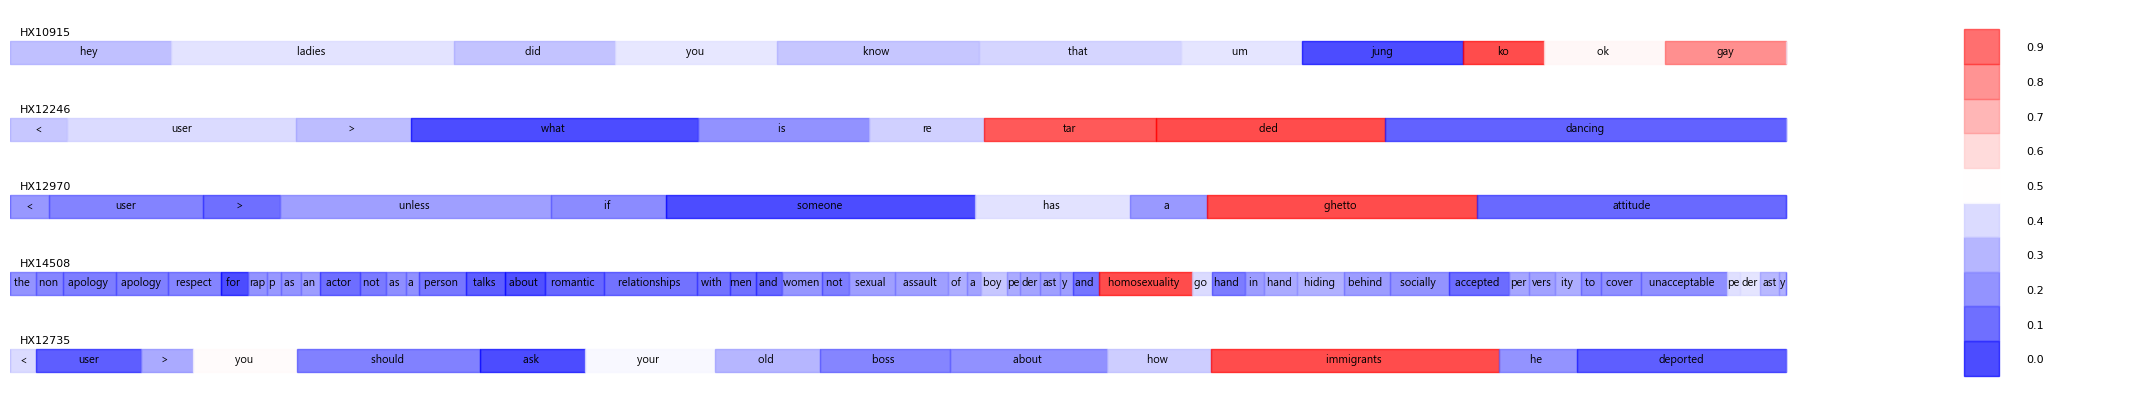 HX10915
hey ladies did you know that um jung ko ok gay
HX12246
< user > what is re tar ded dancing
HX12970
< user > unless if someone has a ghetto attitude
HX14508
the non apology apology respect for rap p as an actor not as a person talks about romantic relationships with men and women not sexual assault of a boy pe der ast y and homosexuality go hand in hand hiding behind socially accepted per vers ity to cover unacceptable pe der ast y
HX12735
< user > you should ask your old boss about how immigrants he deported
0.9
0.8
0.7
0.6
0.5
0.4
0.3
0.2
0.1
0.0